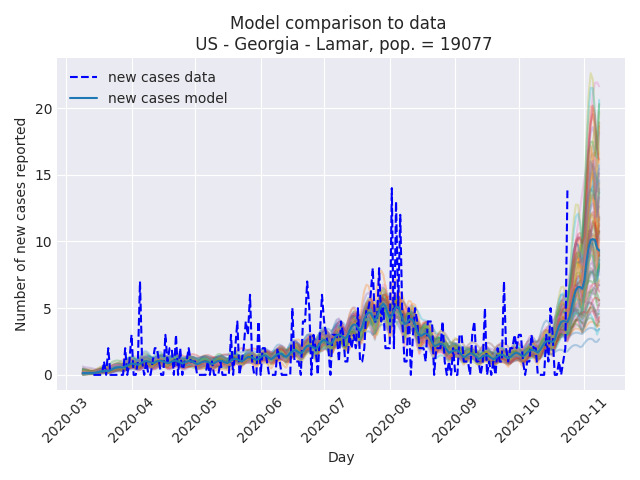 Model comparison to data
US - Georgia - Lamar, pop. = 19077
new cases data
new cases model
Number of new cases reported
20
15
10
5
0
2020-03
2020-04
2020-05
2020-06
2020-07
2020-08
2020-09
2020-10
2020-11
Day